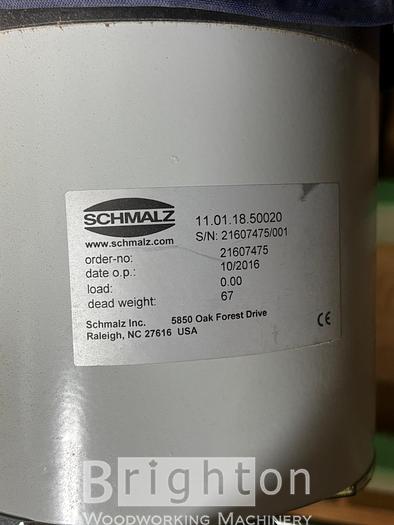 SCHMALZ
www.schmalz.com
11.01.18.50020
S/N: 21607475/001
order-no: 21607475
date o.p.: 10/2016
load: 0.00
dead weight: 67
Schmalz Inc. 5850 Oak Forest Drive
Raleigh, NC 27616 USA
CE
Brighton
WOODWORKING MACHINERY